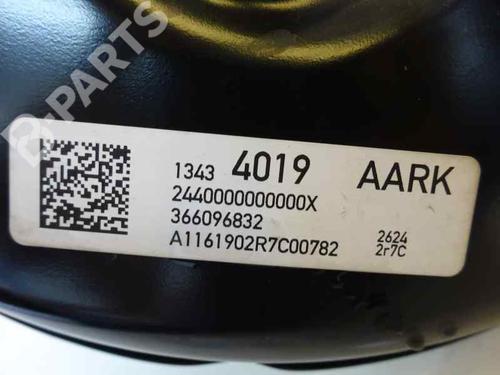 B-PARTS
1343 4019 AARK
2440000000000X
366096832
A1161902R7C00782
2624
2r7C